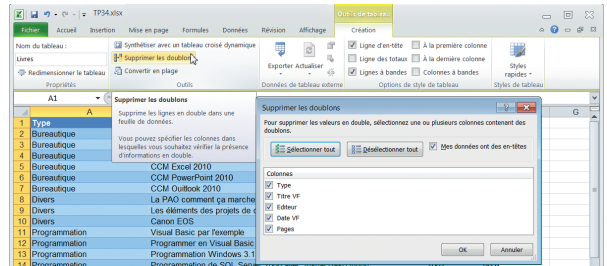 TP34.xlsx
Outils de tableau
Fichier Accueil Insertion Mise en page Formules Données Révision Affichage Création
Nom du tableau :
Livres
Redimensionner le tableau
Propriétés
Synthétiser avec un tableau croisé dynamique
Supprimer les doublons
Convertir en plage
Outils
Exporter Actualiser
Données de tableau externe
Ligne d'en-tête À la première colonne
Ligne des totaux À la dernière colonne
Lignes à bandes Colonnes à bandes
Options de style de tableau
Styles
rapides
Styles de tableau
A1
Supprimer les doublons
Supprime les lignes en double dans une
feuille de données.
Vous pouvez spécifier les colonnes dans
lesquelles vous souhaitez vérifier la présence
d'informations en double.
A G
1 Type
2 Bureautique
3 Bureautique
4 Bureautique
5 Bureautique CCM Excel 2010
6 Bureautique CCM PowerPoint 2010
7 Bureautique CCM Ouitlook 2010
8 Divers La PAO comment ça marche
9 Divers Les éléments des projets de
10 Divers Canon EOS
11 Programmation Visual Basic par l'exemple
12 Programmation Programmer en Visual Basic
13 Programmation Programmation Windows 3.1
14 Programmation Programmation de SQL Serve
Supprimer les doublons
Pour supprimer les valeurs en double, sélectionnez une ou plusieurs colonnes contenant des
doublons.
Sélectionner tout Désélectionner tout Mes données ont des en-têtes
Colonnes
Type
Titre VF
Editeur
Date VF
Pages
OK Annuler